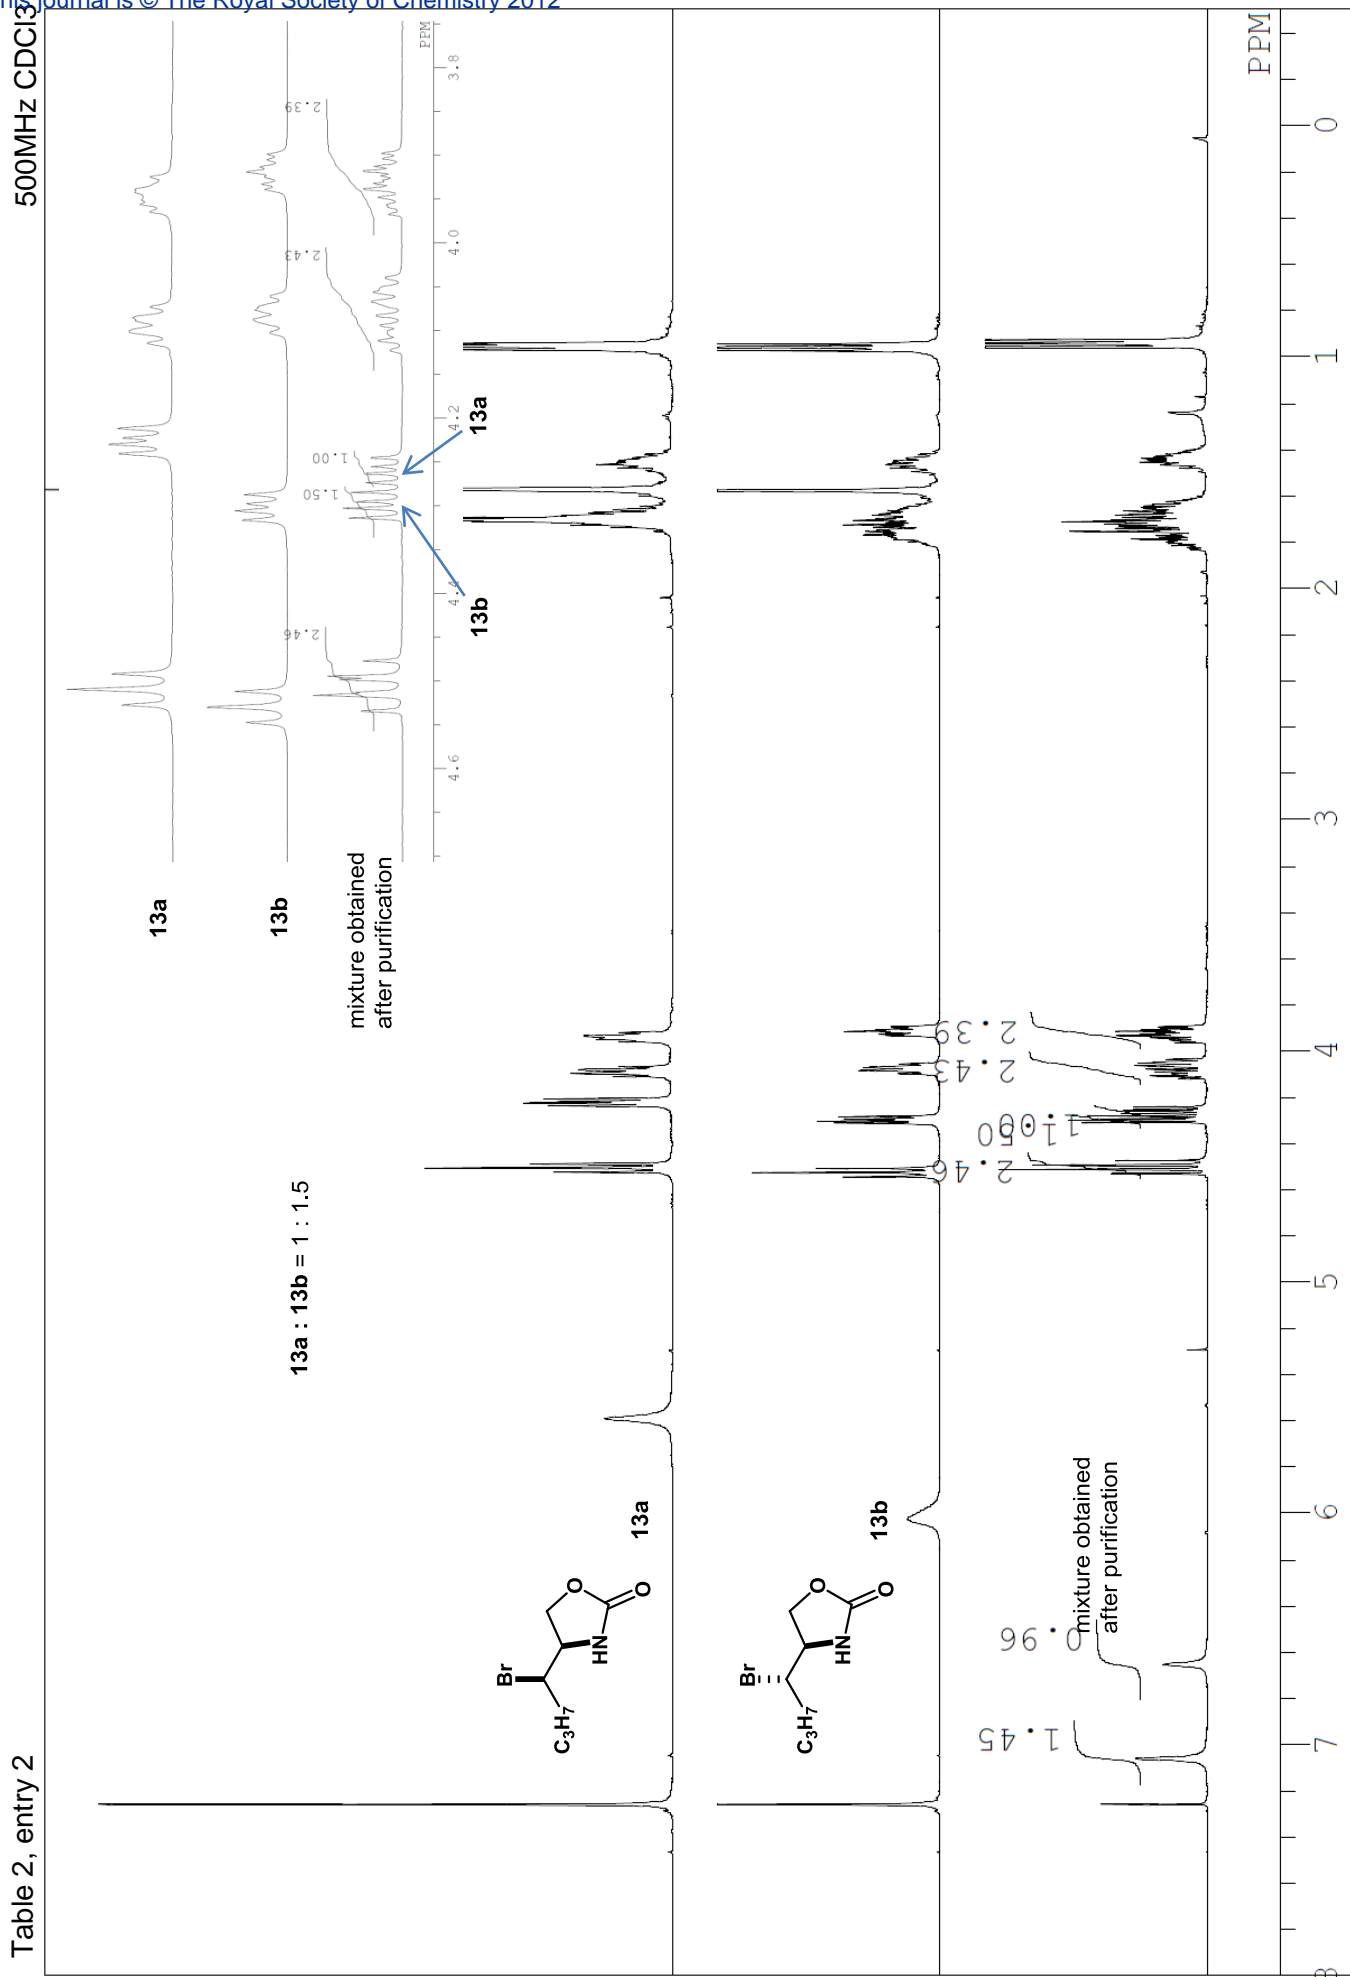 his journal is © The Royal Society of Chemistry 2012
Table 2, entry 2
500MHz CDCl3
13a
13b
mixture obtained
after purification
2.46
1.50
1.00
2.43
2.39
4.6
4.4
4.2
4.0
3.8
PPM
13b
13a
13a : 13b = 1 : 1.5
Br
C3H7
HN
O
O
13a
Br
C3H7
HN
O
O
13b
mixture obtained
after purification
1.45
0.96
2.46
1.50
1.00
2.43
2.39
8
7
6
5
4
3
2
1
0
PPM